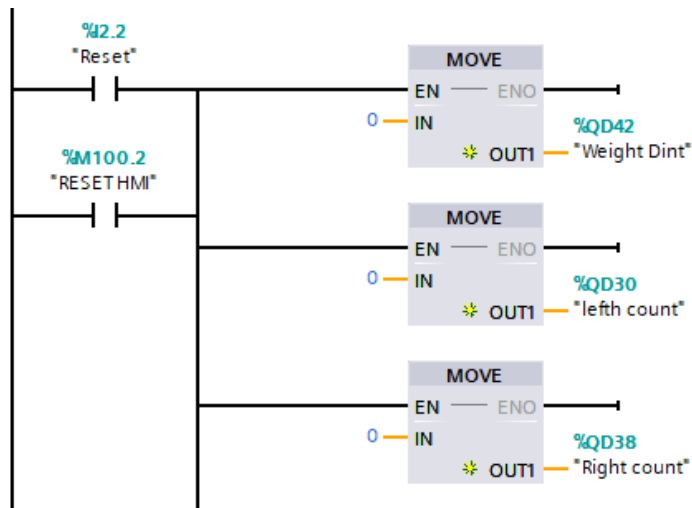 %I2.2
"Reset"
MOVE
EN ENO
0 IN
%QD42
OUT1 "Weight Dint"
%M100.2
"RESET HMI"
MOVE
EN ENO
0 IN
%QD30
OUT1 "lefth count"
MOVE
EN ENO
0 IN
%QD38
OUT1 "Right count"